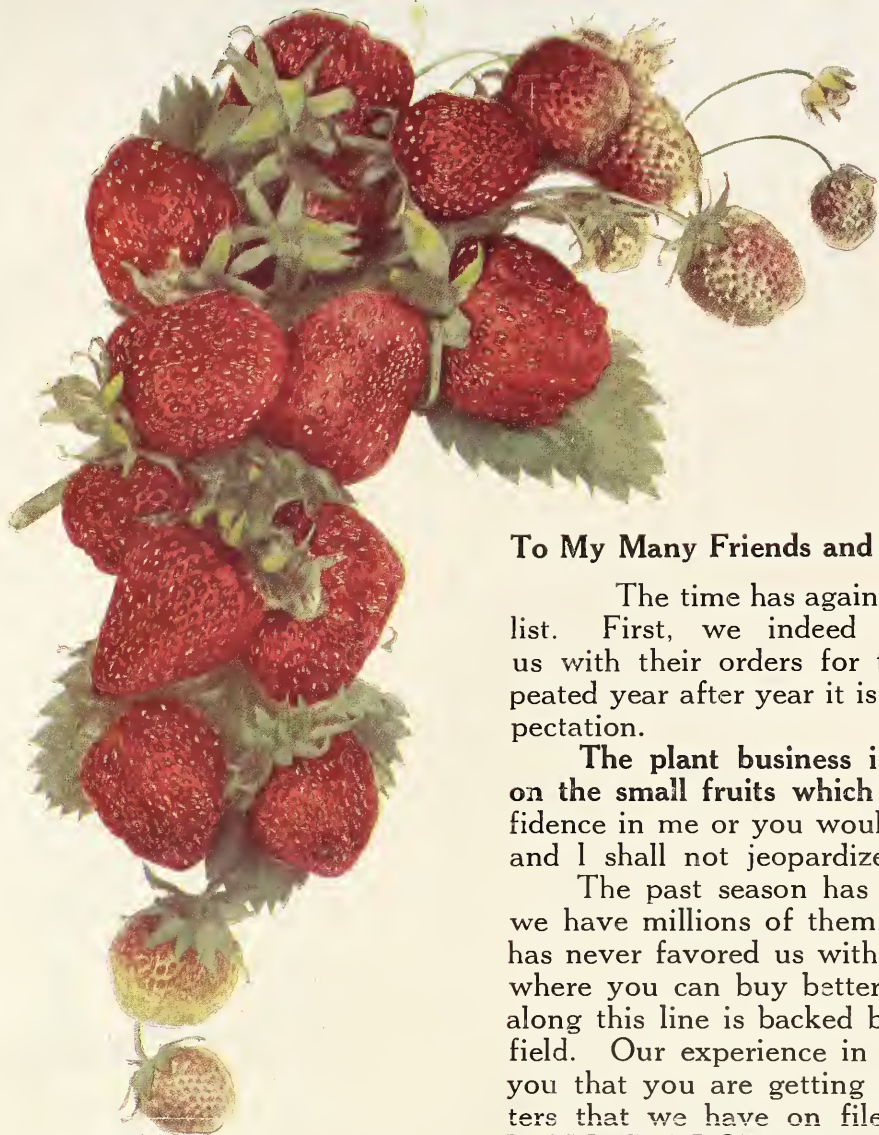 To My Many Friends and
The time has again
list. First, we indeed
us with their orders for
peated year after year it is
pectation.
The plant business
on the small fruits which
fidence in me or you woul
and I shall not jeopardize
The past season has
we have millions of them
has never favored us with
where you can buy better
along this line is backed b
field. Our experience in
you that you are getting
ters that we have on file